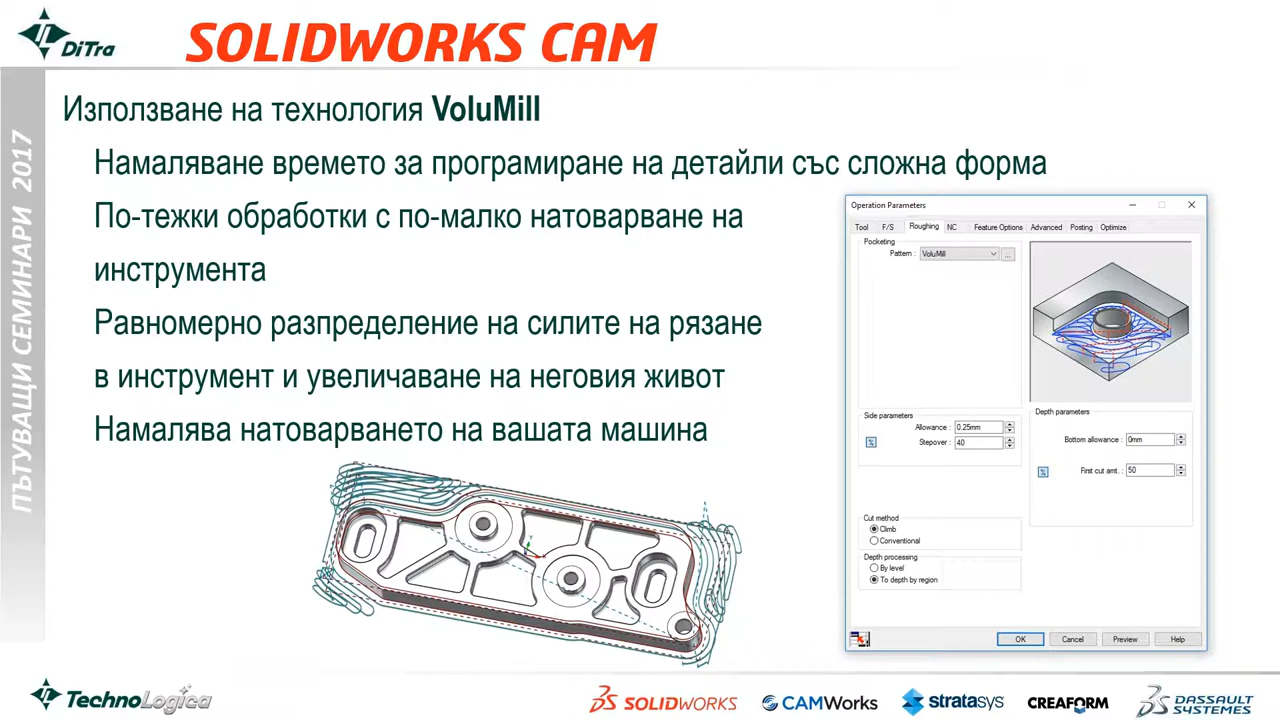 DiTra
SOLIDWORKS CAM
ПЪТУВАЩИ СЕМИНАРИ 2017
Използване на технология VoluMill
Намаляване времето за програмиране на детайли със сложна форма
По-тежки обработки с по-малко натоварване на
инструмента
Равномерно разпределение на силите на рязане
в инструмент и увеличаване на неговия живот
Намалява натоварването на вашата машина
Operation Parameters
Tool F/S Roughing NC Feature Options Advanced Posting Optimize
Pocketing
Pattern : VoluMill ...
Side parameters
Allowance : 0.25mm
% Stepover : 40
Depth parameters
Bottom allowance : 0mm
% First cut amt. : 50
Cut method
Climb
Conventional
Depth processing
By level
To depth by region
OK Cancel Preview Help
TechnoLogica
SOLIDWORKS
CAMWorks
stratasys
CREAFORM
DASSAULT
SYSTEMES